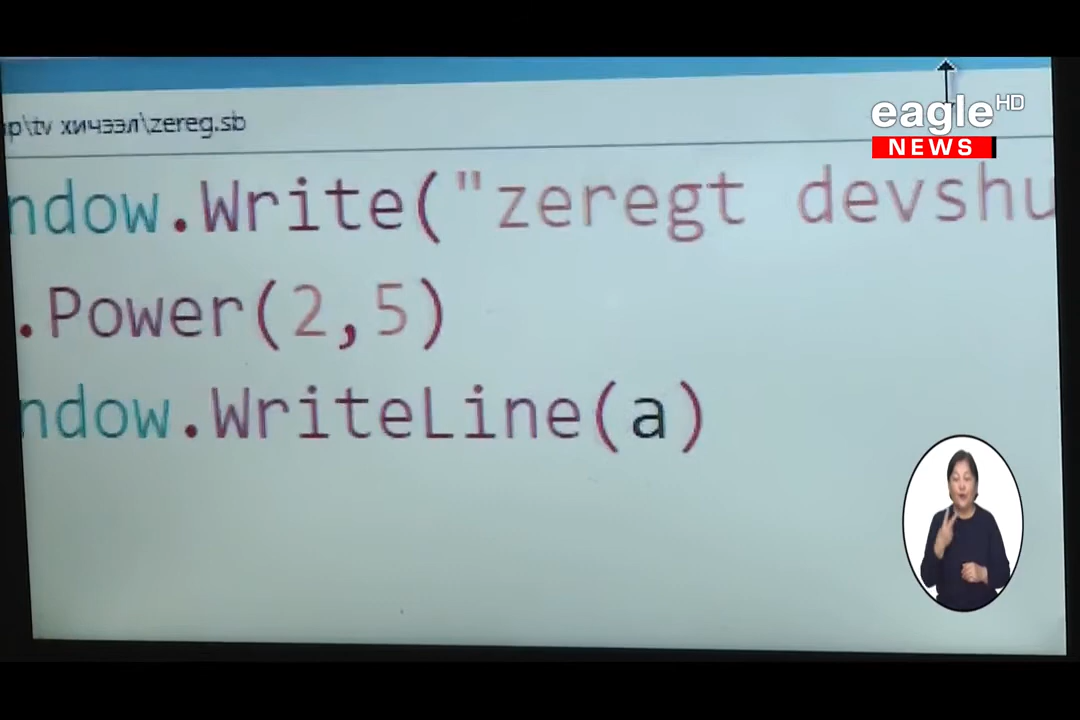 p\tv хичээл\zereg.sb
eagle HD
NEWS
ndow.Write("zeregt devshu
.Power(2,5)
ndow.WriteLine(a)